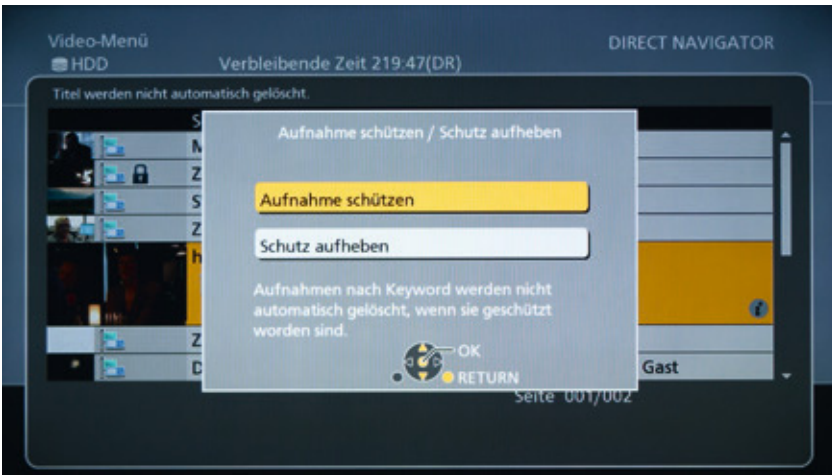 Video-Menü
DIRECT NAVIGATOR
HDD
Verbleibende Zeit 219:47(DR)
Titel werden nicht automatisch gelöscht.
S
Aufnahme schützen / Schutz aufheben
M
Z
Aufnahme schützen
S
Z
Schutz aufheben
h
Aufnahmen nach Keyword werden nicht
automatisch gelöscht, wenn sie geschützt
worden sind.
i
Z
OK
D
Gast
RETURN
Seite 001/002